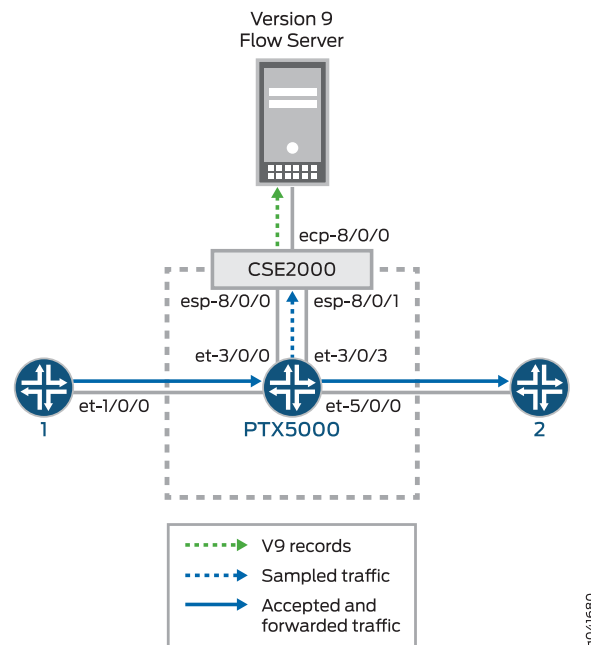 Version 9
Flow Server
ecp-8/0/0
CSE2000
esp-8/0/0
esp-8/0/1
et-3/0/0
et-3/0/3
et-1/0/0
et-5/0/0
1
PTX5000
2
V9 records
Sampled traffic
Accepted and
forwarded traffic
g041680